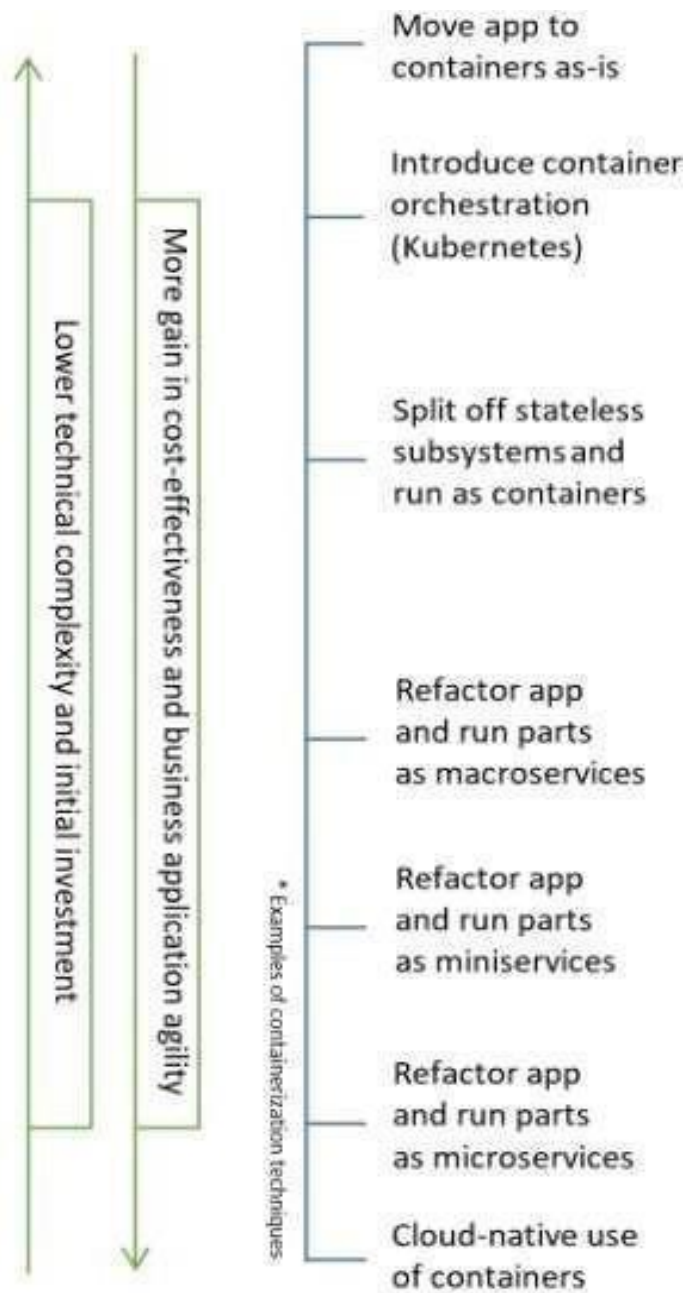 Move app to
containers as-is
Introduce container
orchestration
(Kubernetes)
Split off stateless
subsystems and
run as containers
Refactor app
and run parts
as macroservices
Refactor app
and run parts
as miniservices
Refactor app
and run parts
as microservices
Cloud-native use
of containers
Lower technical complexity and initial investment
More gain in cost-effectiveness and business application agility
* Examples of containerization techniques